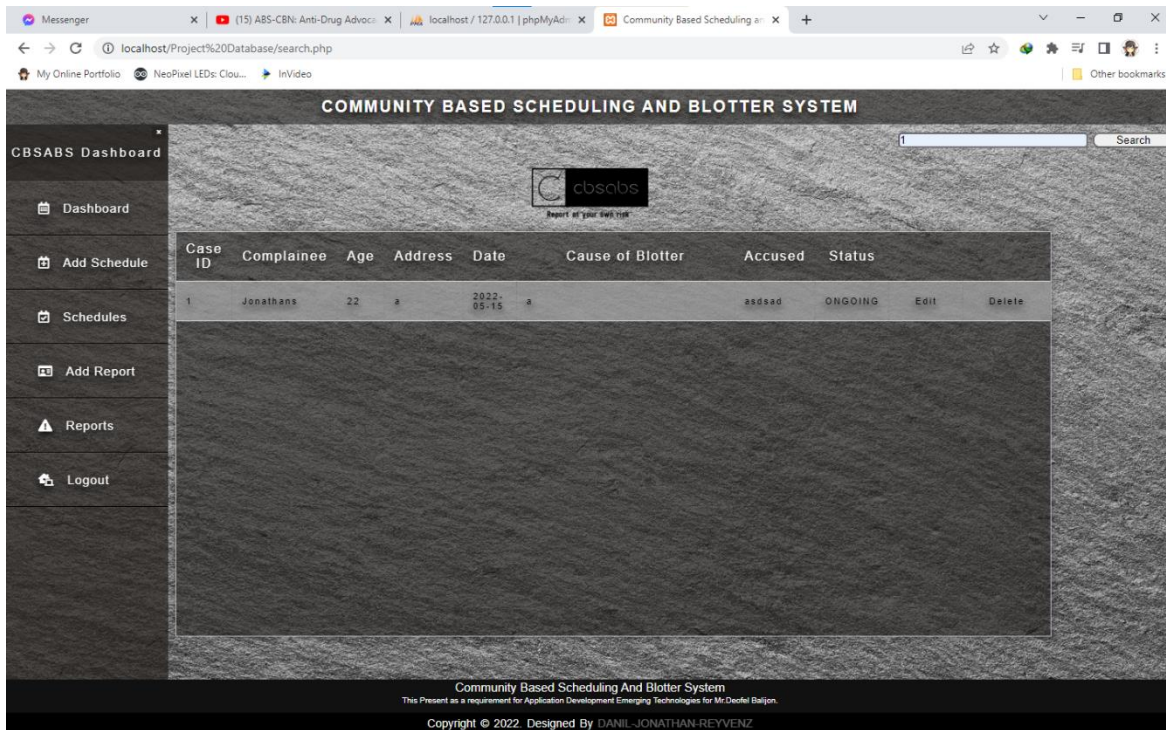 Messenger
(15) ABS-CBN: Anti-Drug Advoca
localhost / 127.0.0.1 | phpMyAdm
Community Based Scheduling an
localhost/Project%20Database/search.php
My Online Portfolio
NeoPixel LEDs: Clou...
InVideo
Other bookmarks
COMMUNITY BASED SCHEDULING AND BLOTTER SYSTEM
CBSABS Dashboard
1
Search
C cbsabs
Report at your own risk
Dashboard
Add Schedule
Schedules
Add Report
Reports
Logout
Case ID Complainee Age Address Date Cause of Blotter Accused Status
1 Jonathans 22 a 2022-05-15 a asdsad ONGOING Edit Delete
Community Based Scheduling And Blotter System
This Present as a requirement for Application Development Emerging Technologies for Mr.Deofel Balijon.
Copyright © 2022. Designed By DANIL-JONATHAN-REYVENZ